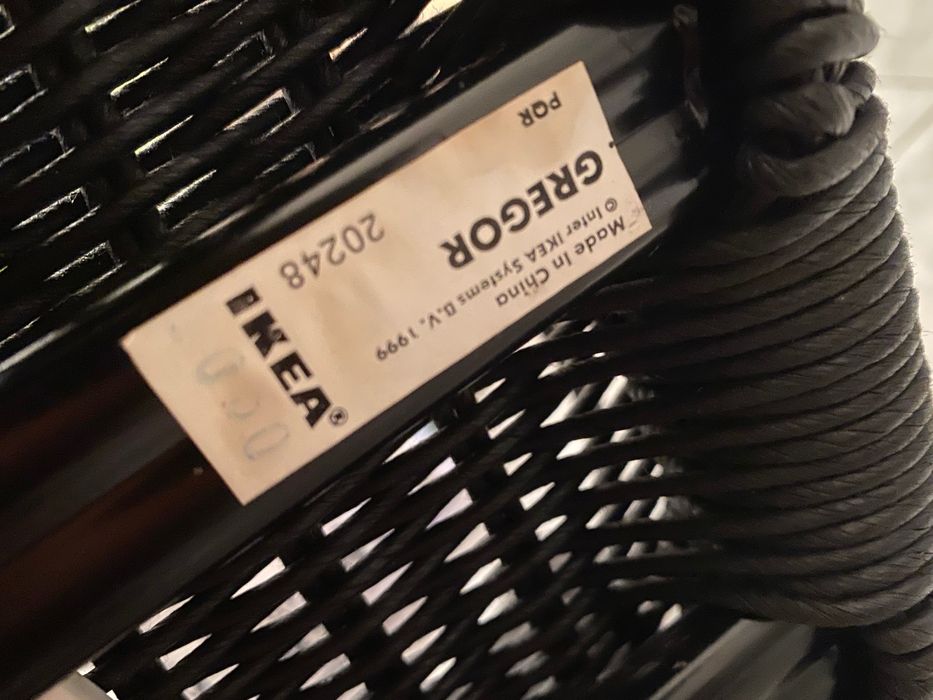 PQR
GREGOR
20248
Made in China
© Inter IKEA Systems B.V. 1999
IKEA®